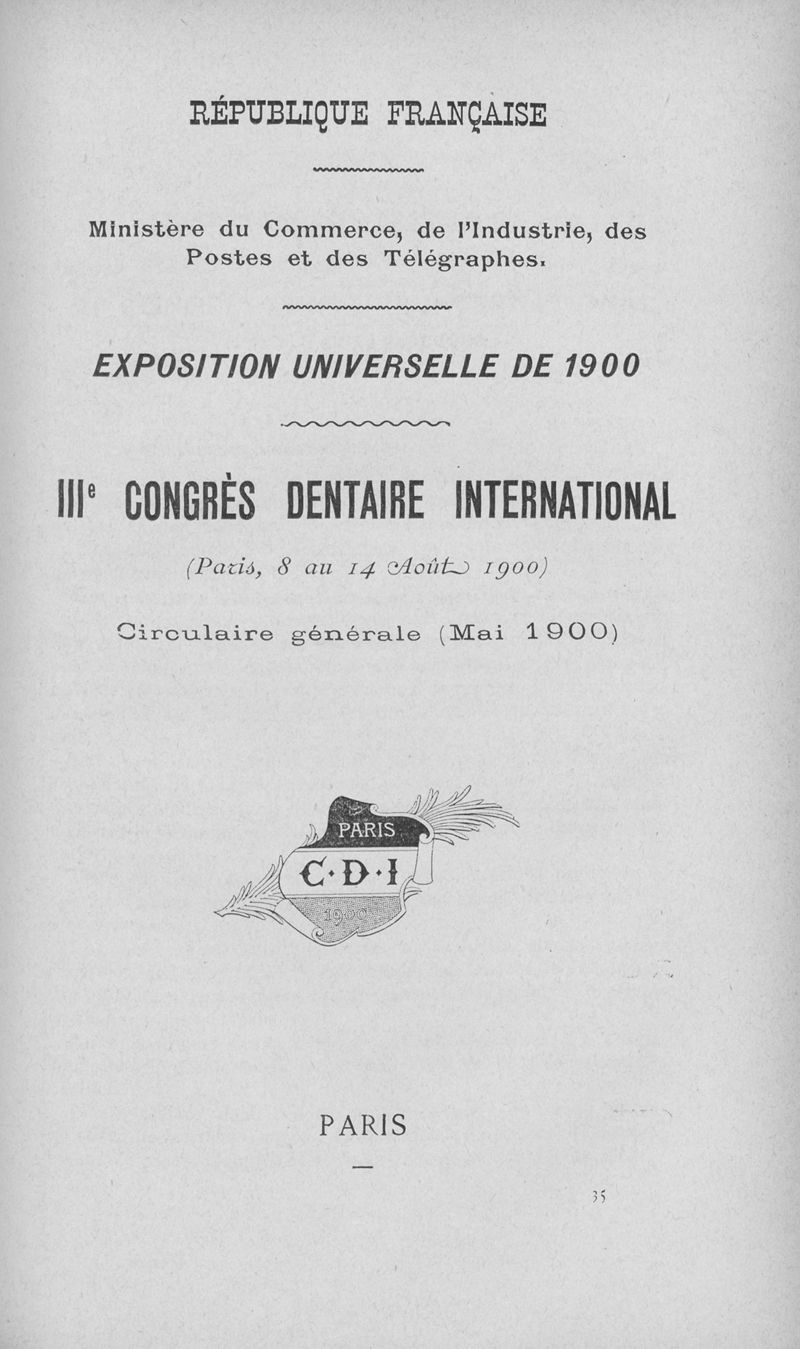 RÉPUBLIQUE FRANÇAISE
Ministère du Commerce, de l'Industrie, des
Postes et des Télégraphes.
EXPOSITION UNIVERSELLE DE 1900
IIIe CONGRÈS DENTAIRE INTERNATIONAL
(Paris, 8 au 14 Août 1900)
Circulaire générale (Mai 1900)
PARIS
C·D·I
1900
PARIS
35